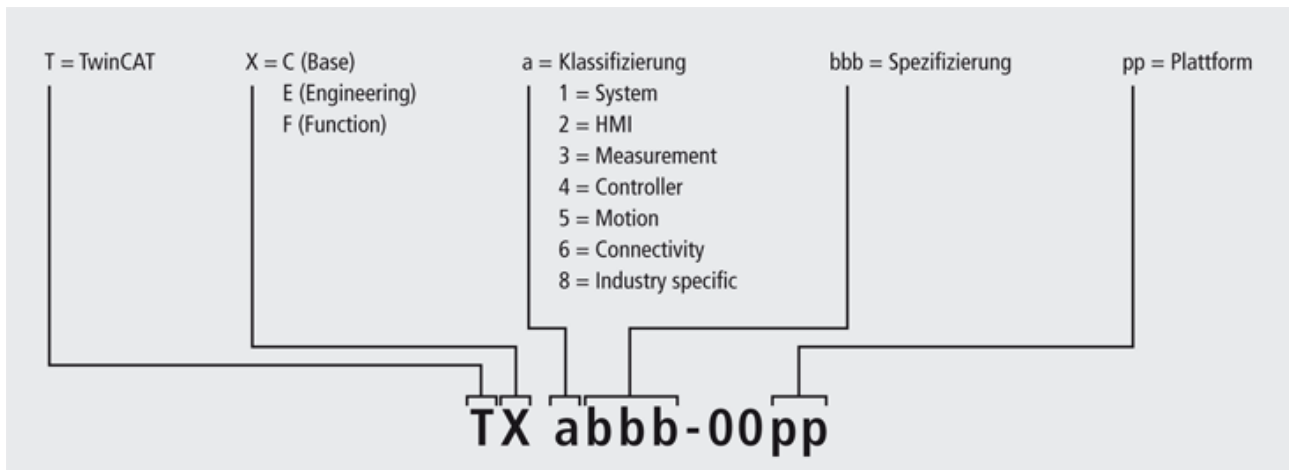 T = TwinCAT
X = C (Base)
E (Engineering)
F (Function)
a = Klassifizierung
1 = System
2 = HMI
3 = Measurement
4 = Controller
5 = Motion
6 = Connectivity
8 = Industry specific
bbb = Spezifizierung
pp = Plattform
TX abbb-00pp